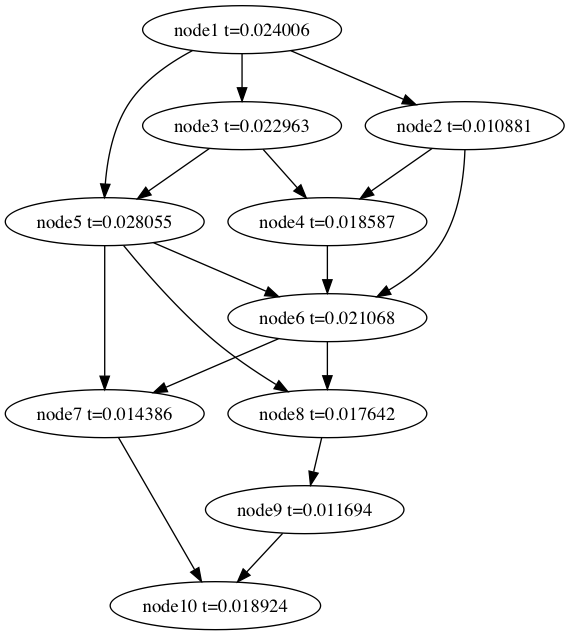 node1 t=0.024006
node3 t=0.022963
node2 t=0.010881
node5 t=0.028055
node4 t=0.018587
node6 t=0.021068
node7 t=0.014386
node8 t=0.017642
node9 t=0.011694
node10 t=0.018924